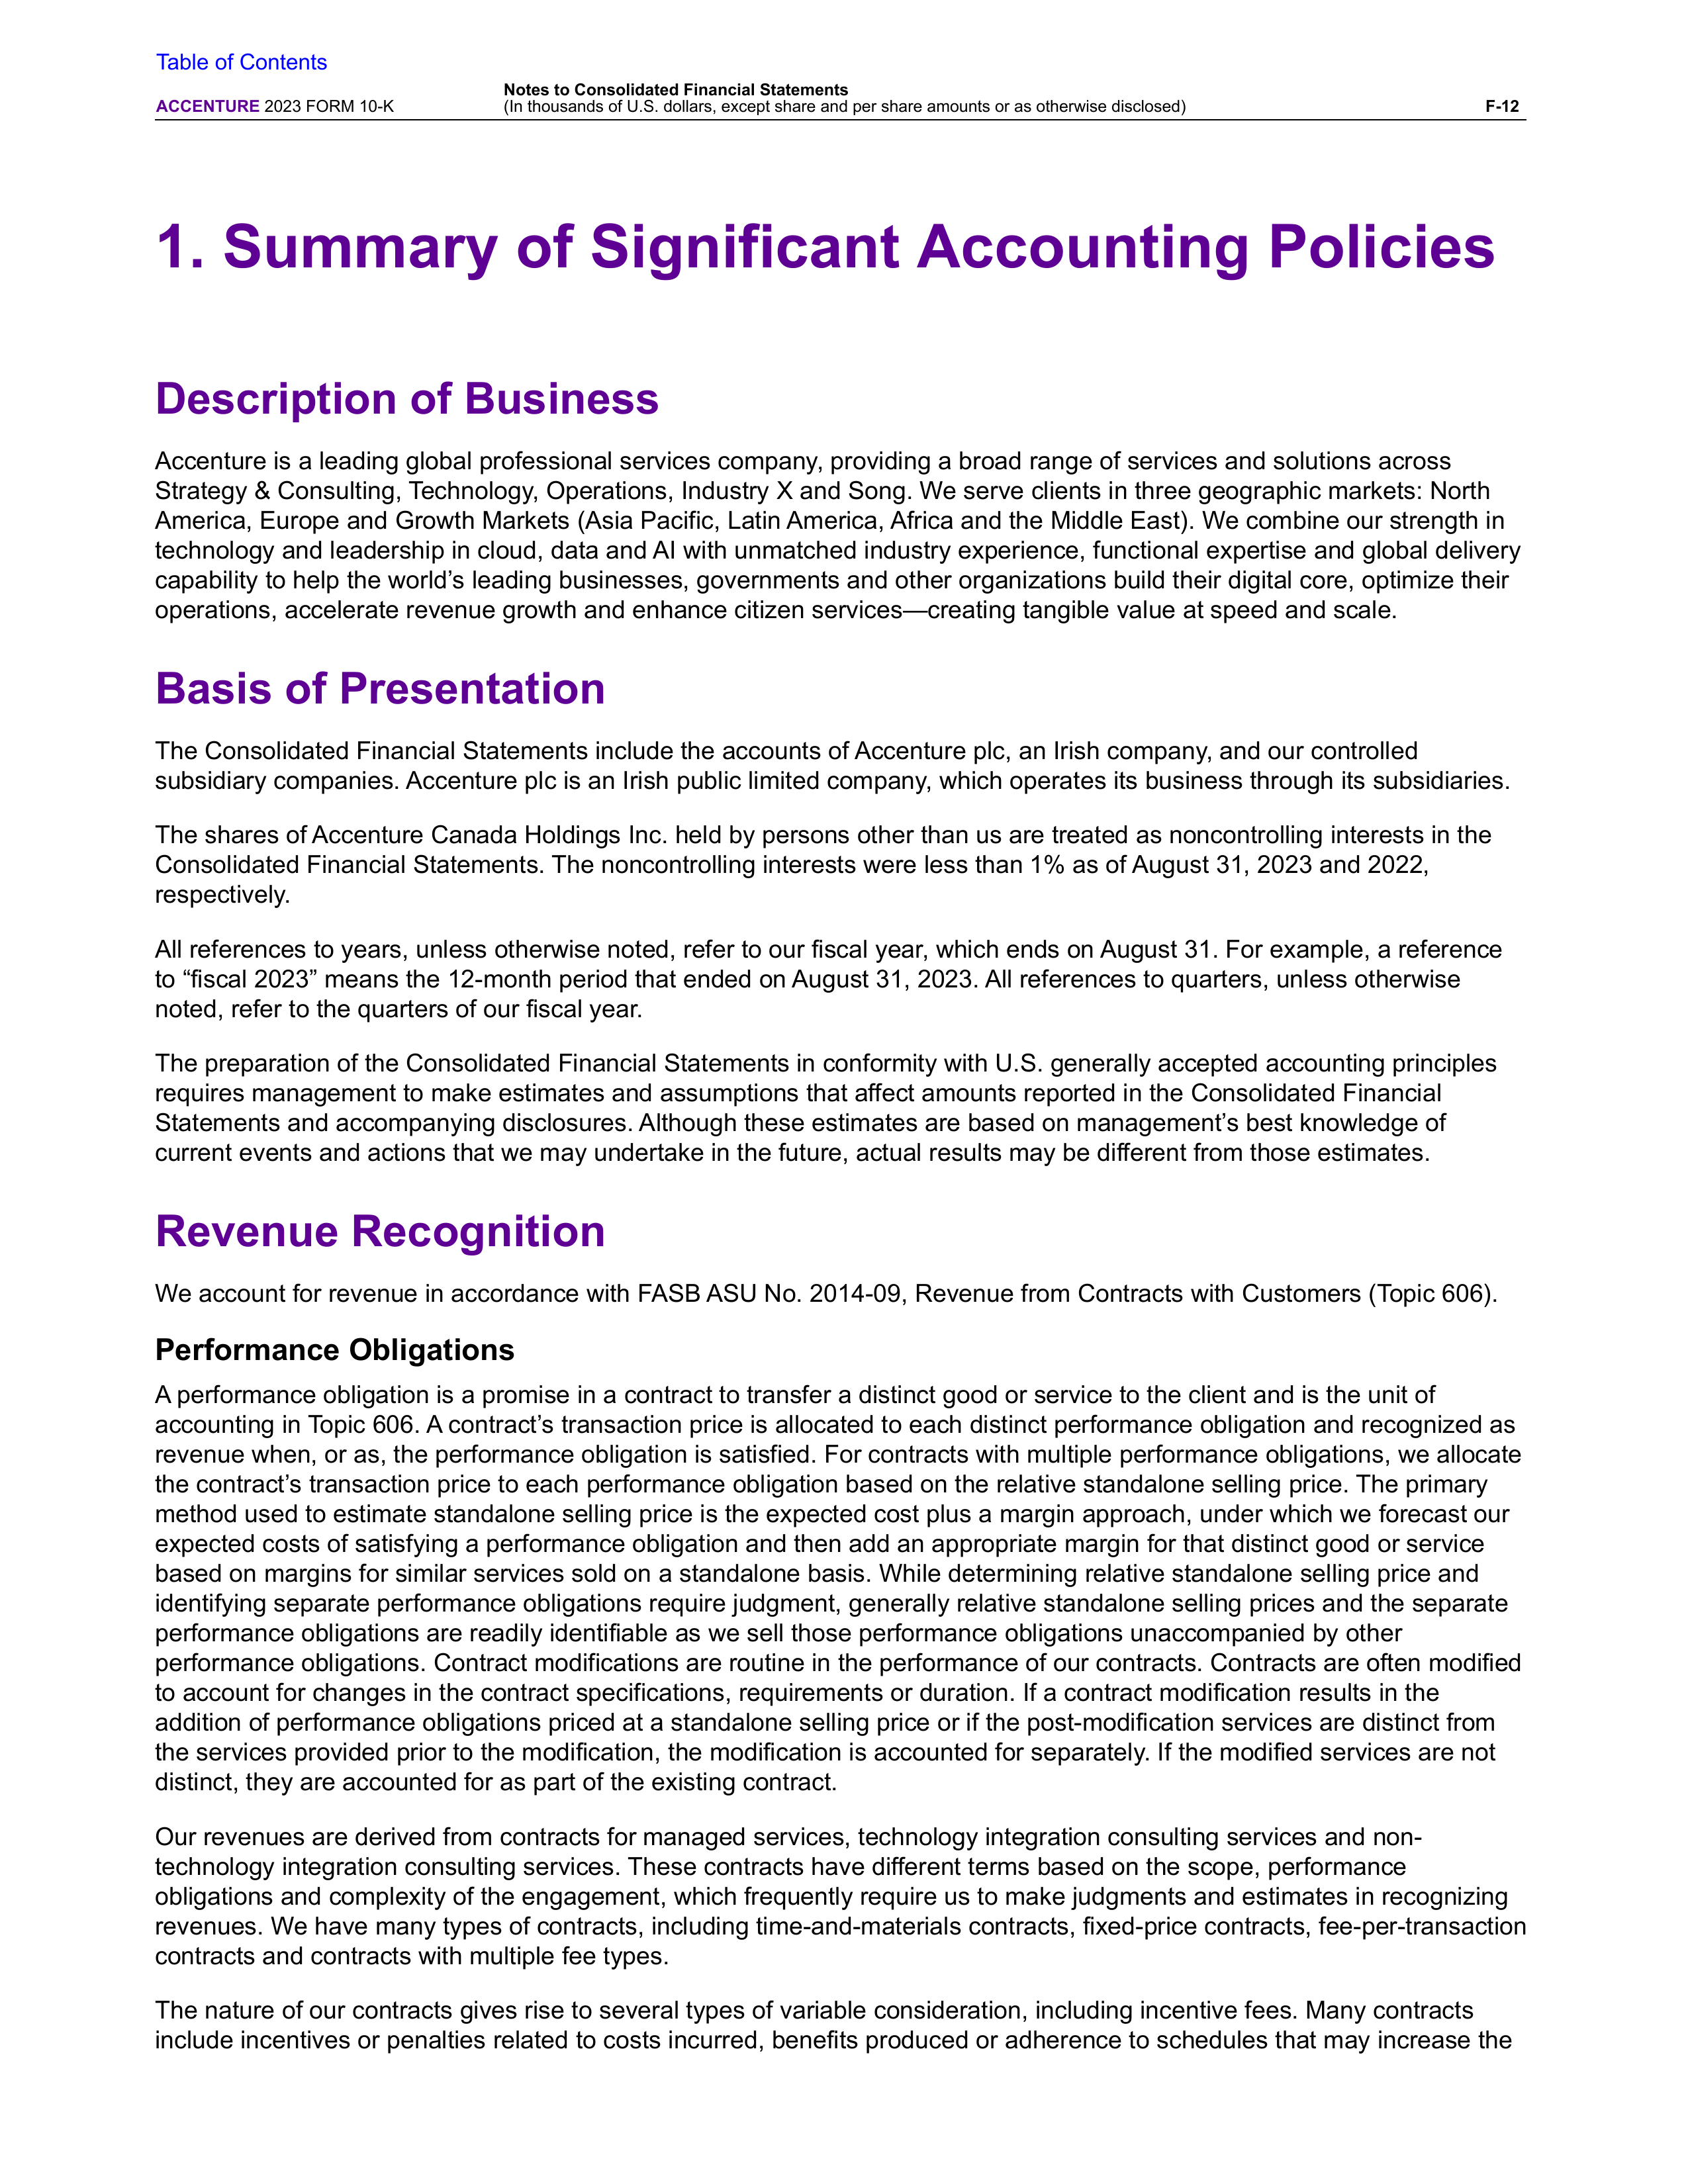 Table of Contents
Notes to Consolidated Financial Statements
ACCENTURE 2023 FORM 10-K (In thousands of U.S. dollars, except share and per share amounts or as otherwise disclosed) F-12
1. Summary of Significant Accounting Policies
Description of Business
Accenture is a leading global professional services company, providing a broad range of services and solutions across
Strategy & Consulting, Technology, Operations, Industry X and Song. We serve clients in three geographic markets: North
America, Europe and Growth Markets (Asia Pacific, Latin America, Africa and the Middle East). We combine our strength in
technology and leadership in cloud, data and AI with unmatched industry experience, functional expertise and global delivery
capability to help the world’s leading businesses, governments and other organizations build their digital core, optimize their
operations, accelerate revenue growth and enhance citizen services—creating tangible value at speed and scale.
Basis of Presentation
The Consolidated Financial Statements include the accounts of Accenture plc, an Irish company, and our controlled
subsidiary companies. Accenture plc is an Irish public limited company, which operates its business through its subsidiaries.
The shares of Accenture Canada Holdings Inc. held by persons other than us are treated as noncontrolling interests in the
Consolidated Financial Statements. The noncontrolling interests were less than 1% as of August 31, 2023 and 2022,
respectively.
All references to years, unless otherwise noted, refer to our fiscal year, which ends on August 31. For example, a reference
to “fiscal 2023” means the 12-month period that ended on August 31, 2023. All references to quarters, unless otherwise
noted, refer to the quarters of our fiscal year.
The preparation of the Consolidated Financial Statements in conformity with U.S. generally accepted accounting principles
requires management to make estimates and assumptions that affect amounts reported in the Consolidated Financial
Statements and accompanying disclosures. Although these estimates are based on management’s best knowledge of
current events and actions that we may undertake in the future, actual results may be different from those estimates.
Revenue Recognition
We account for revenue in accordance with FASB ASU No. 2014-09, Revenue from Contracts with Customers (Topic 606).
Performance Obligations
A performance obligation is a promise in a contract to transfer a distinct good or service to the client and is the unit of
accounting in Topic 606. A contract’s transaction price is allocated to each distinct performance obligation and recognized as
revenue when, or as, the performance obligation is satisfied. For contracts with multiple performance obligations, we allocate
the contract’s transaction price to each performance obligation based on the relative standalone selling price. The primary
method used to estimate standalone selling price is the expected cost plus a margin approach, under which we forecast our
expected costs of satisfying a performance obligation and then add an appropriate margin for that distinct good or service
based on margins for similar services sold on a standalone basis. While determining relative standalone selling price and
identifying separate performance obligations require judgment, generally relative standalone selling prices and the separate
performance obligations are readily identifiable as we sell those performance obligations unaccompanied by other
performance obligations. Contract modifications are routine in the performance of our contracts. Contracts are often modified
to account for changes in the contract specifications, requirements or duration. If a contract modification results in the
addition of performance obligations priced at a standalone selling price or if the post-modification services are distinct from
the services provided prior to the modification, the modification is accounted for separately. If the modified services are not
distinct, they are accounted for as part of the existing contract.
Our revenues are derived from contracts for managed services, technology integration consulting services and non-
technology integration consulting services. These contracts have different terms based on the scope, performance
obligations and complexity of the engagement, which frequently require us to make judgments and estimates in recognizing
revenues. We have many types of contracts, including time-and-materials contracts, fixed-price contracts, fee-per-transaction
contracts and contracts with multiple fee types.
The nature of our contracts gives rise to several types of variable consideration, including incentive fees. Many contracts
include incentives or penalties related to costs incurred, benefits produced or adherence to schedules that may increase the